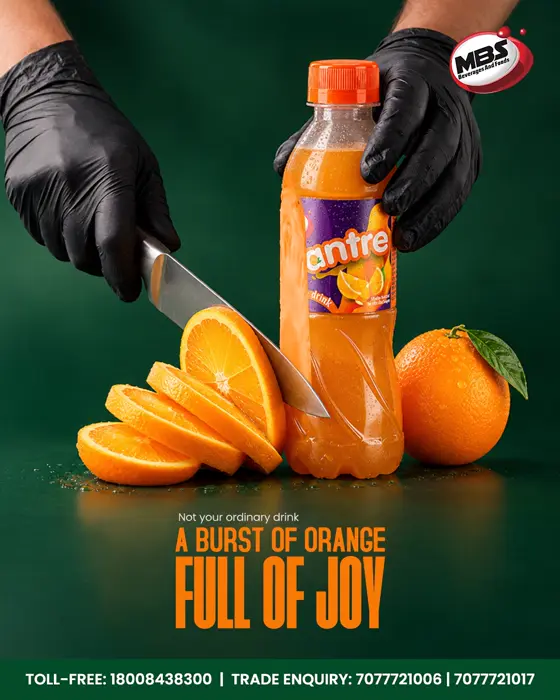 MBS
Beverages And Foods
antre
drink
Not your ordinary drink
A BURST OF ORANGE
FULL OF JOY
TOLL-FREE: 18008438300 | TRADE ENQUIRY: 7077721006 | 7077721017